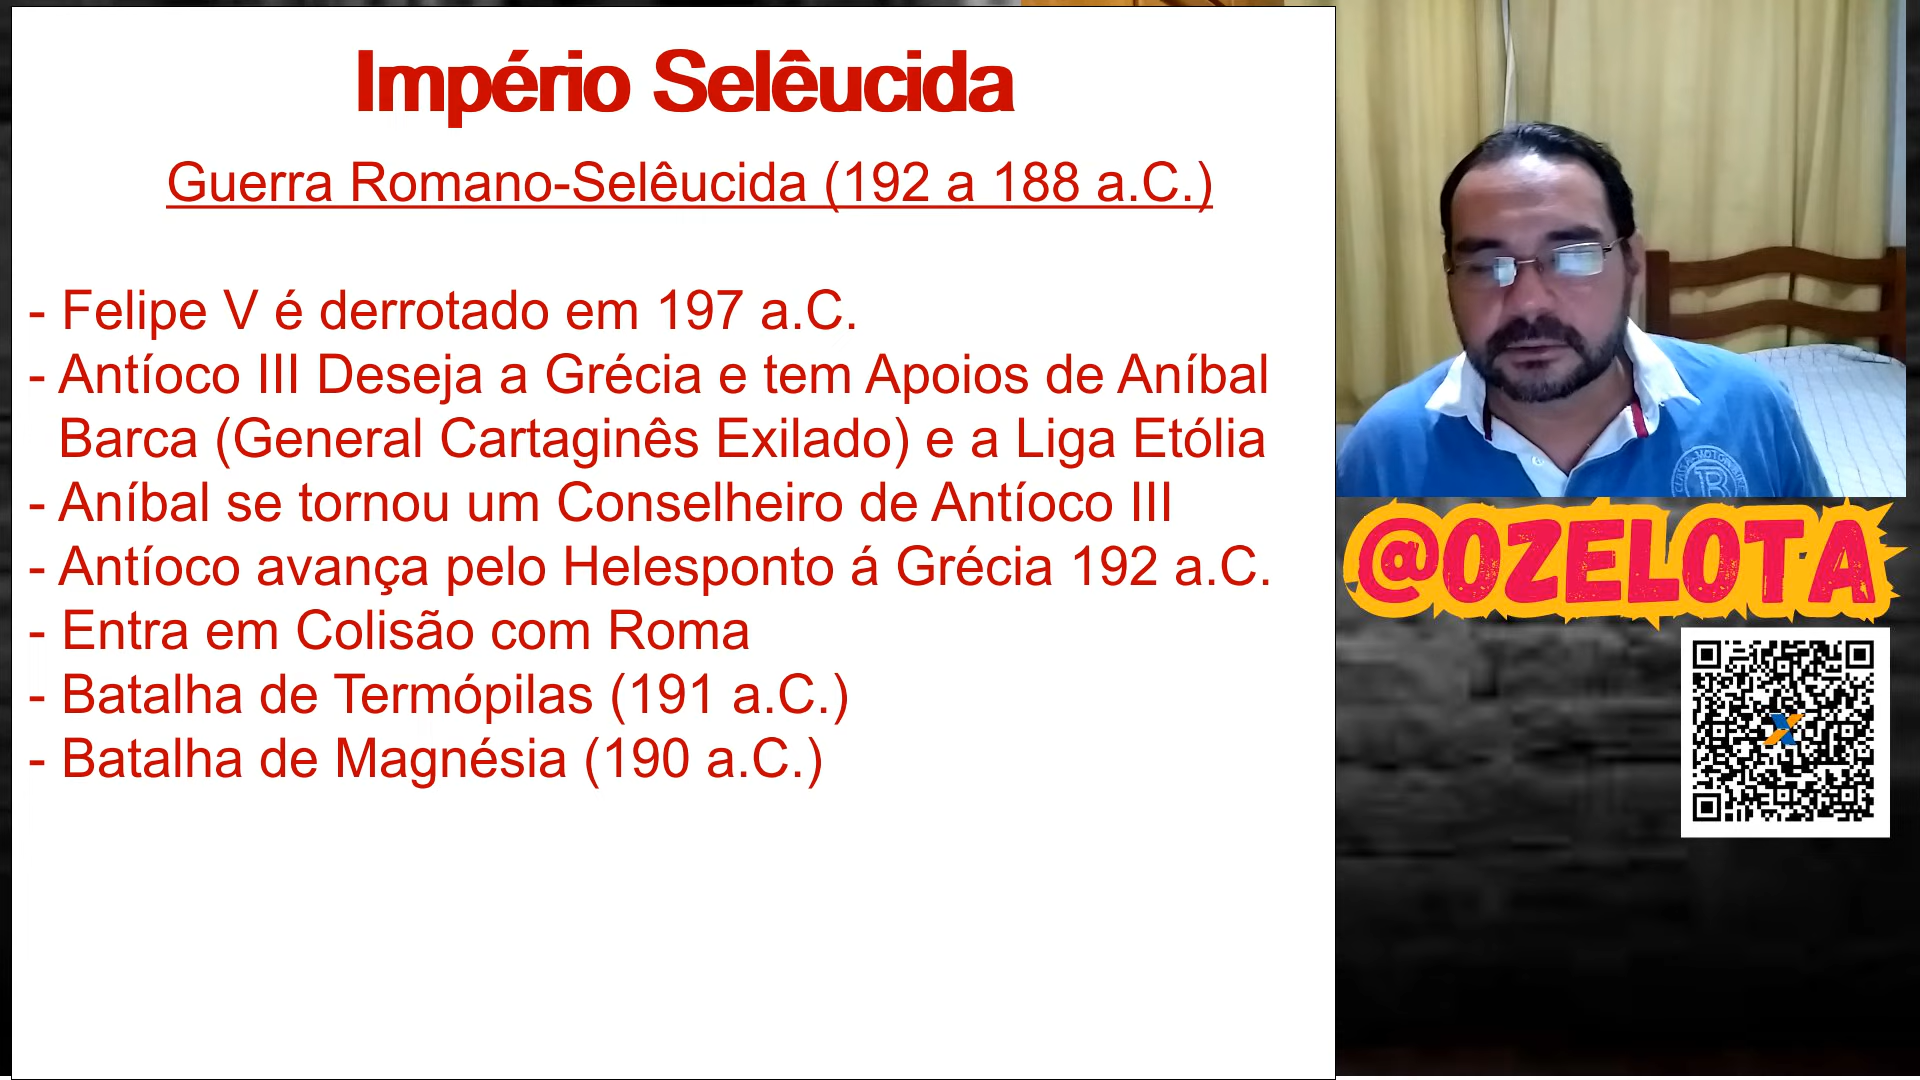 Império Selêucida
Guerra Romano-Selêucida (192 a 188 a.C.)
- Felipe V é derrotado em 197 a.C.
- Antíoco III Deseja a Grécia e tem Apoios de Aníbal
Barca (General Cartaginês Exilado) e a Liga Etólia
- Aníbal se tornou um Conselheiro de Antíoco III
- Antíoco avança pelo Helesponto á Grécia 192 a.C.
- Entra em Colisão com Roma
- Batalha de Termópilas (191 a.C.)
- Batalha de Magnésia (190 a.C.)
@OZELOTA